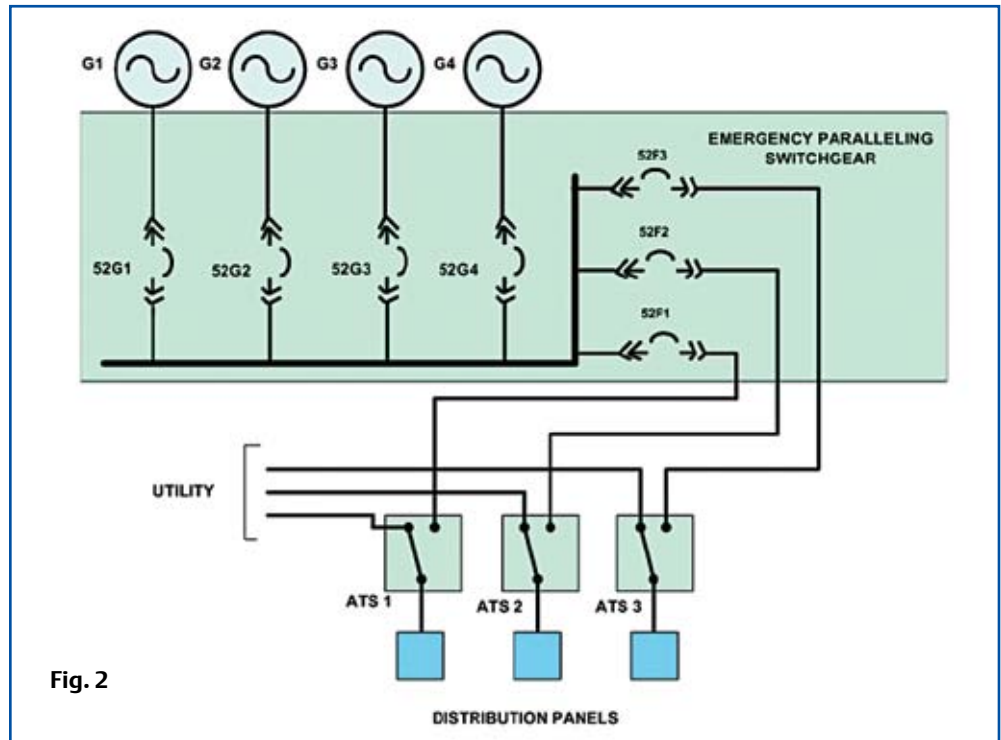 G1
G2
G3
G4
EMERGENCY PARALLELING
SWITCHGEAR
52F3
52F2
52F1
52G1
52G2
52G3
52G4
UTILITY
ATS 1
ATS 2
ATS 3
Fig. 2
DISTRIBUTION PANELS